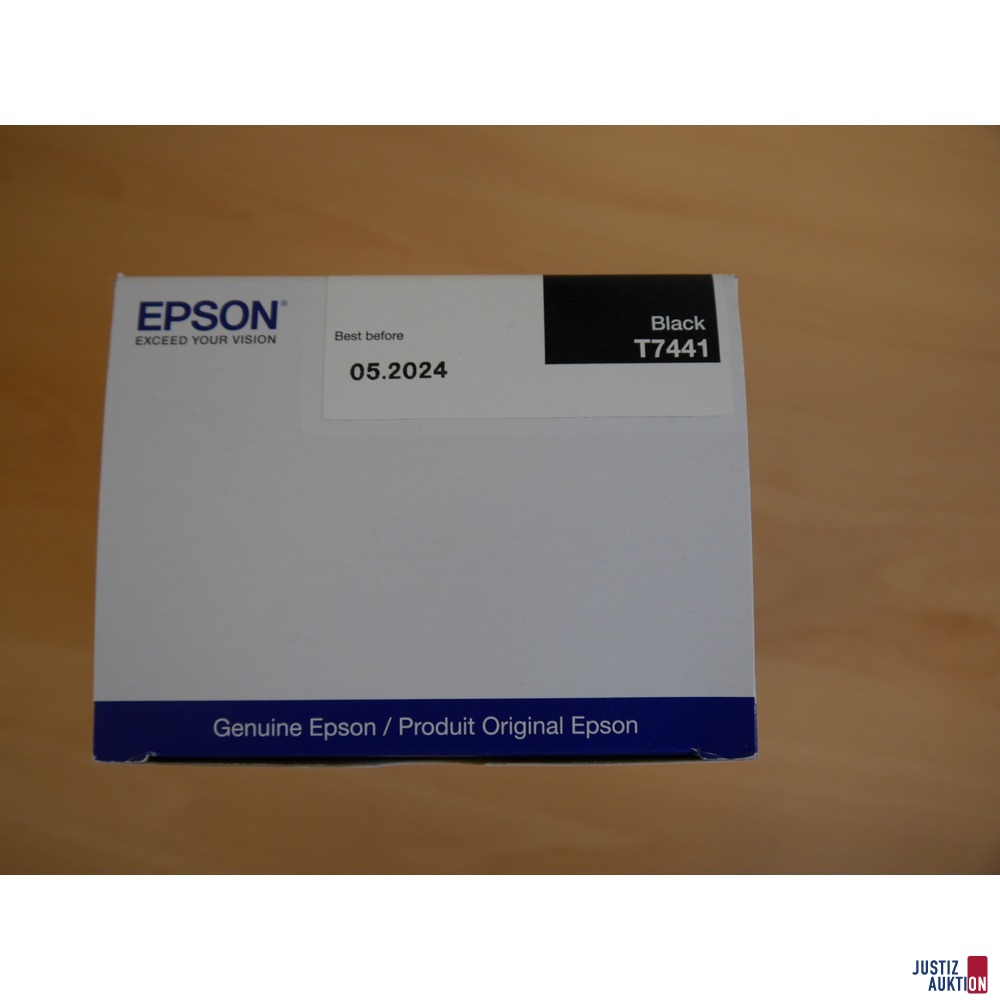 EPSON®
EXCEED YOUR VISION
Best before
05.2024
Black
T7441
Genuine Epson / Produit Original Epson
JUSTIZ
AUKTION